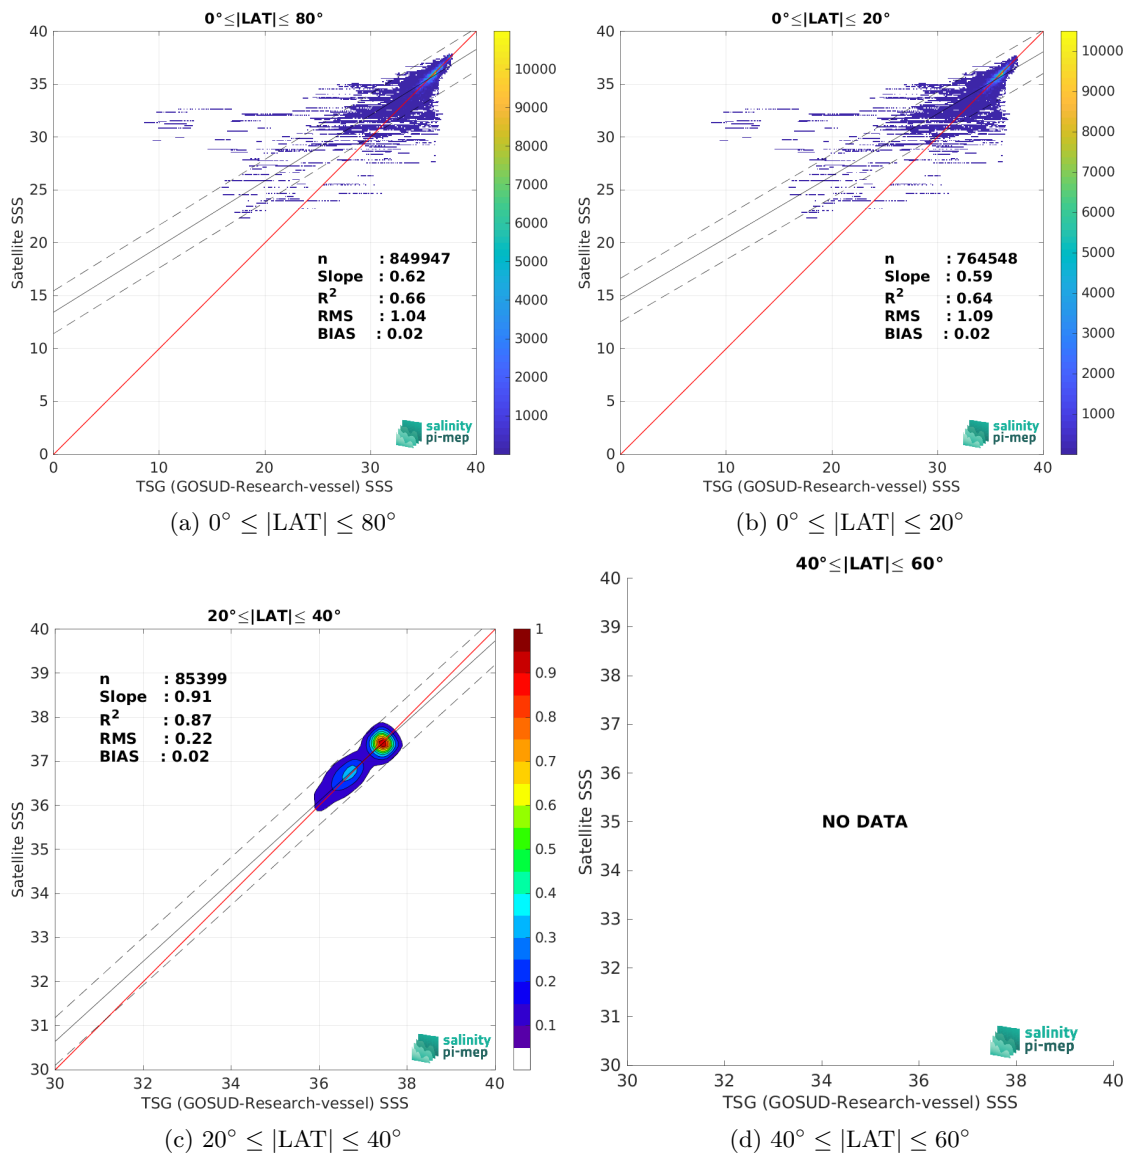 0°≤|LAT|≤ 80°
40
35
30
25
20
15
10
5
0
Satellite SSS
n : 849947
Slope : 0.62
R² : 0.66
RMS : 1.04
BIAS : 0.02
salinity
pi-mep
0 10 20 30 40
TSG (GOSUD-Research-vessel) SSS
10000
9000
8000
7000
6000
5000
4000
3000
2000
1000
(a) 0° ≤ |LAT| ≤ 80°
0°≤|LAT|≤ 20°
40
35
30
25
20
15
10
5
0
Satellite SSS
n : 764548
Slope : 0.59
R² : 0.64
RMS : 1.09
BIAS : 0.02
salinity
pi-mep
0 10 20 30 40
TSG (GOSUD-Research-vessel) SSS
10000
9000
8000
7000
6000
5000
4000
3000
2000
1000
(b) 0° ≤ |LAT| ≤ 20°
20°≤|LAT|≤ 40°
40
39
38
37
36
35
34
33
32
31
30
Satellite SSS
n : 85399
Slope : 0.91
R² : 0.87
RMS : 0.22
BIAS : 0.02
salinity
pi-mep
30 32 34 36 38 40
TSG (GOSUD-Research-vessel) SSS
1
0.9
0.8
0.7
0.6
0.5
0.4
0.3
0.2
0.1
(c) 20° ≤ |LAT| ≤ 40°
40°≤|LAT|≤ 60°
40
39
38
37
36
35
34
33
32
31
30
Satellite SSS
NO DATA
salinity
pi-mep
30 32 34 36 38 40
TSG (GOSUD-Research-vessel) SSS
(d) 40° ≤ |LAT| ≤ 60°